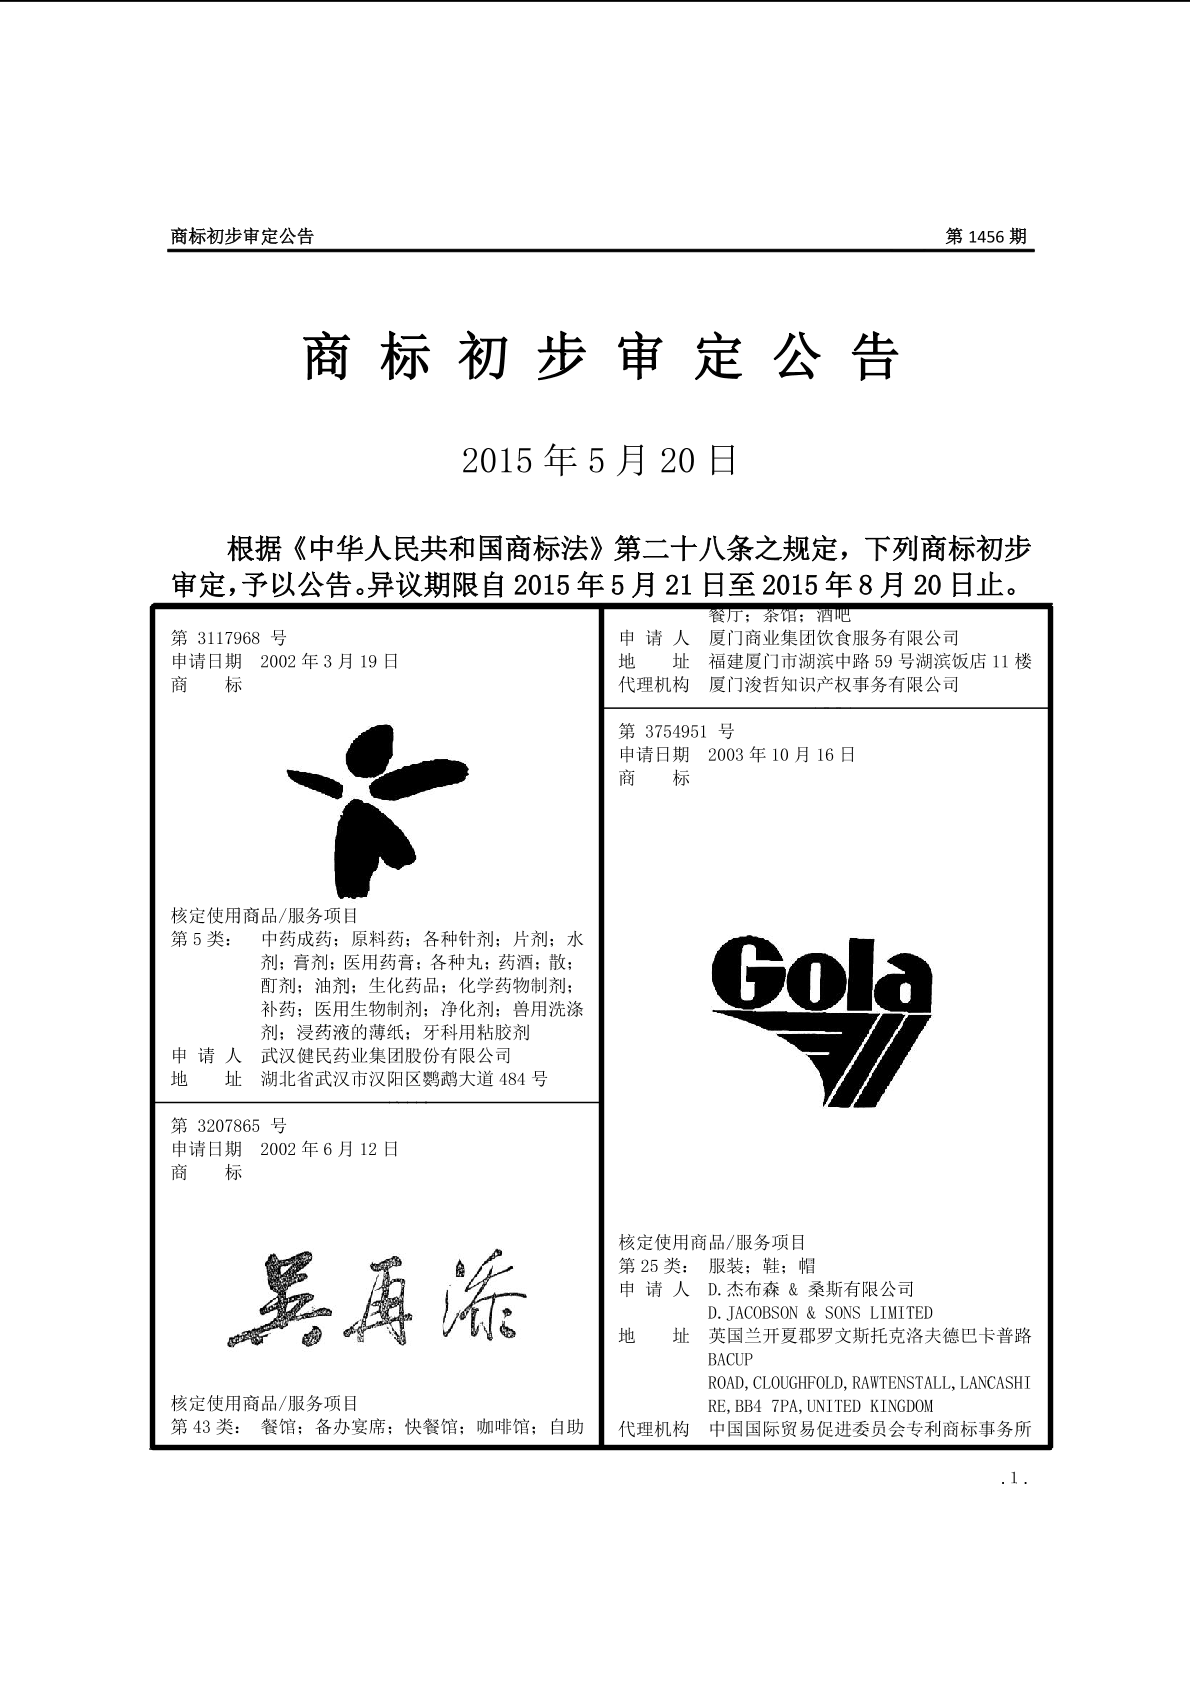 商标初步审定公告
第 1456 期
商标初步审定公告
2015 年 5 月 20 日
根据《中华人民共和国商标法》第二十八条之规定，下列商标初步
审定，予以公告。异议期限自 2015 年 5 月 21 日至 2015 年 8 月 20 日止。
第 3117968 号
申请日期 2002 年 3 月 19 日
商 标
核定使用商品/服务项目
第 5 类： 中药成药；原料药；各种针剂；片剂；水
剂；膏剂；医用药膏；各种丸；药酒；散；
酊剂；油剂；生化药品；化学药物制剂；
补药；医用生物制剂；净化剂；兽用洗涤
剂；浸药液的薄纸；牙科用粘胶剂
申 请 人 武汉健民药业集团股份有限公司
地 址 湖北省武汉市汉阳区鹦鹉大道 484 号
第 3207865 号
申请日期 2002 年 6 月 12 日
商 标
吴再添
核定使用商品/服务项目
第 43 类： 餐馆；备办宴席；快餐馆；咖啡馆；自助
餐厅；茶馆；酒吧
申 请 人 厦门商业集团饮食服务有限公司
地 址 福建厦门市湖滨中路 59 号湖滨饭店 11 楼
代理机构 厦门浚哲知识产权事务有限公司
第 3754951 号
申请日期 2003 年 10 月 16 日
商 标
Gola
核定使用商品/服务项目
第 25 类： 服装；鞋；帽
申 请 人 D.杰布森 & 桑斯有限公司
D.JACOBSON & SONS LIMITED
地 址 英国兰开夏郡罗文斯托克洛夫德巴卡普路
BACUP
ROAD,CLOUGHFOLD,RAWTENSTALL,LANCASHI
RE,BB4 7PA,UNITED KINGDOM
代理机构 中国国际贸易促进委员会专利商标事务所
. 1 .